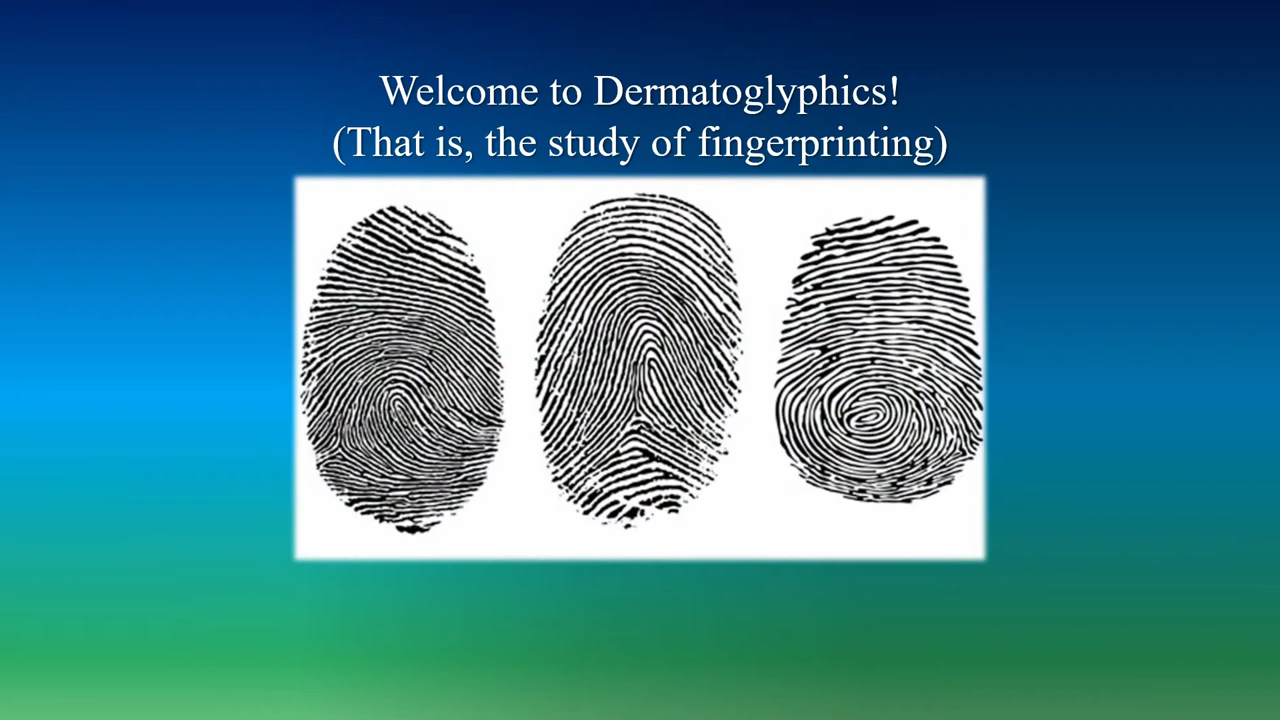 Welcome to Dermatoglyphics!
(That is, the study of fingerprinting)